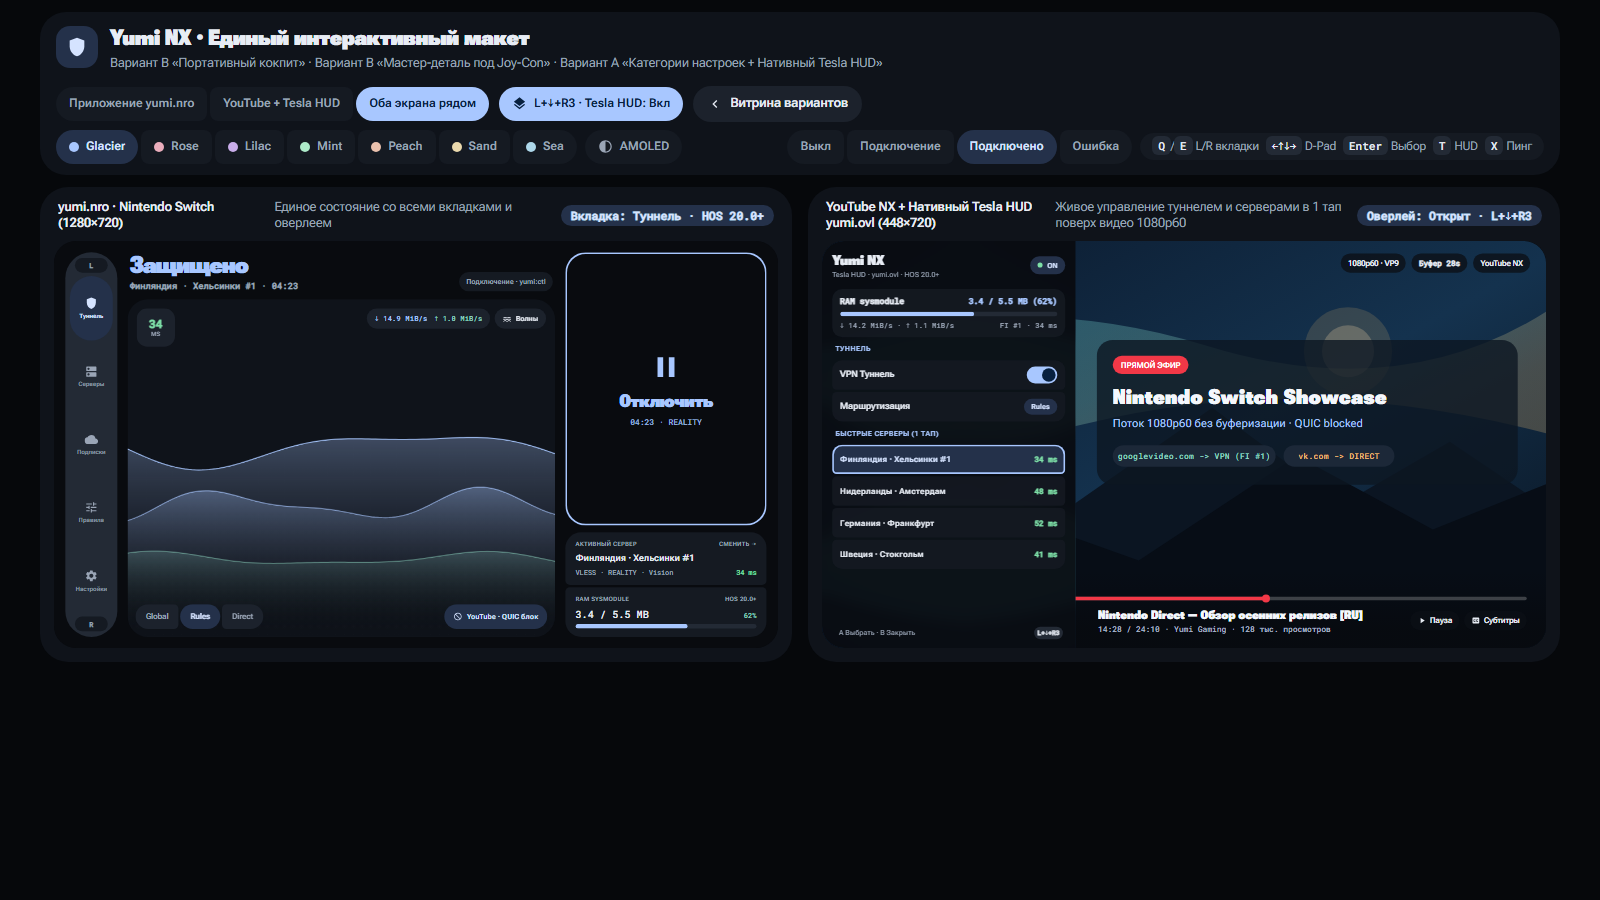 Yumi NX · Единый интерактивный макет
Вариант B «Портативный кокпит» · Вариант B «Мастер-деталь под Joy-Con» · Вариант A «Категории настроек + Нативный Tesla HUD»
Приложение yumi.nro
YouTube + Tesla HUD
Оба экрана рядом
L+↓+R3 · Tesla HUD: Вкл
Витрина вариантов
Glacier
Rose
Lilac
Mint
Peach
Sand
Sea
AMOLED
Выкл
Подключение
Подключено
Ошибка
Q / E L/R вкладки ←↑↓→ D-Pad Enter Выбор T HUD X Пинг
yumi.nro · Nintendo Switch
(1280×720)
Единое состояние со всеми вкладками и
оверлеем
Вкладка: Туннель · HOS 20.0+
L
Туннель
Серверы
Подписки
Правила
Настройки
R
Защищено
Финляндия · Хельсинки #1 · 04:23
Подключение · yumi:ctl
34
MS
↓ 14.9 MiB/s ↑ 1.8 MiB/s
Волны
Global
Rules
Direct
YouTube · QUIC блок
Отключить
04:23 · REALITY
АКТИВНЫЙ СЕРВЕР
СМЕНИТЬ →
Финляндия · Хельсинки #1
VLESS · REALITY · Vision
34 ms
RAM SYSMODULE
HOS 20.0+
3.4 / 5.5 MB
62%
YouTube NX + Нативный Tesla HUD
yumi.ovl (448×720)
Живое управление туннелем и серверами в 1 тап
поверх видео 1080p60
Оверлей: Открыт · L+↓+R3
Yumi NX
Tesla HUD · yumi.ovl · HOS 20.0+
ON
RAM sysmodule
3.4 / 5.5 MB (62%)
↓ 14.2 MiB/s · ↑ 1.1 MiB/s
FI #1 · 34 ms
ТУННЕЛЬ
VPN Туннель
Маршрутизация
Rules
БЫСТРЫЕ СЕРВЕРЫ (1 ТАП)
Финляндия · Хельсинки #1
34 ms
Нидерланды · Амстердам
48 ms
Германия · Франкфурт
52 ms
Швеция · Стокгольм
41 ms
A Выбрать · B Закрыть
L+↓+R3
1080p60 · VP9
Буфер 28s
YouTube NX
ПРЯМОЙ ЭФИР
Nintendo Switch Showcase
Поток 1080p60 без буферизации · QUIC blocked
googlevideo.com -> VPN (FI #1)
vk.com -> DIRECT
Nintendo Direct — Обзор осенних релизов [RU]
14:28 / 24:10 · Yumi Gaming · 128 тыс. просмотров
Пауза
Субтитры